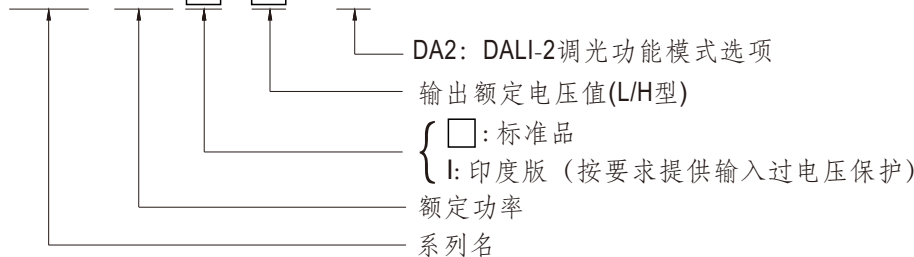 DA2: DALI-2调光功能模式选项
输出额定电压值(L/H型)
□: 标准品
I: 印度版（按要求提供输入过电压保护）
额定功率
系列名